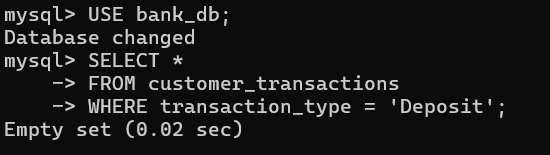 mysql> USE bank_db;
Database changed
mysql> SELECT *
    -> FROM customer_transactions
    -> WHERE transaction_type = 'Deposit';
Empty set (0.02 sec)